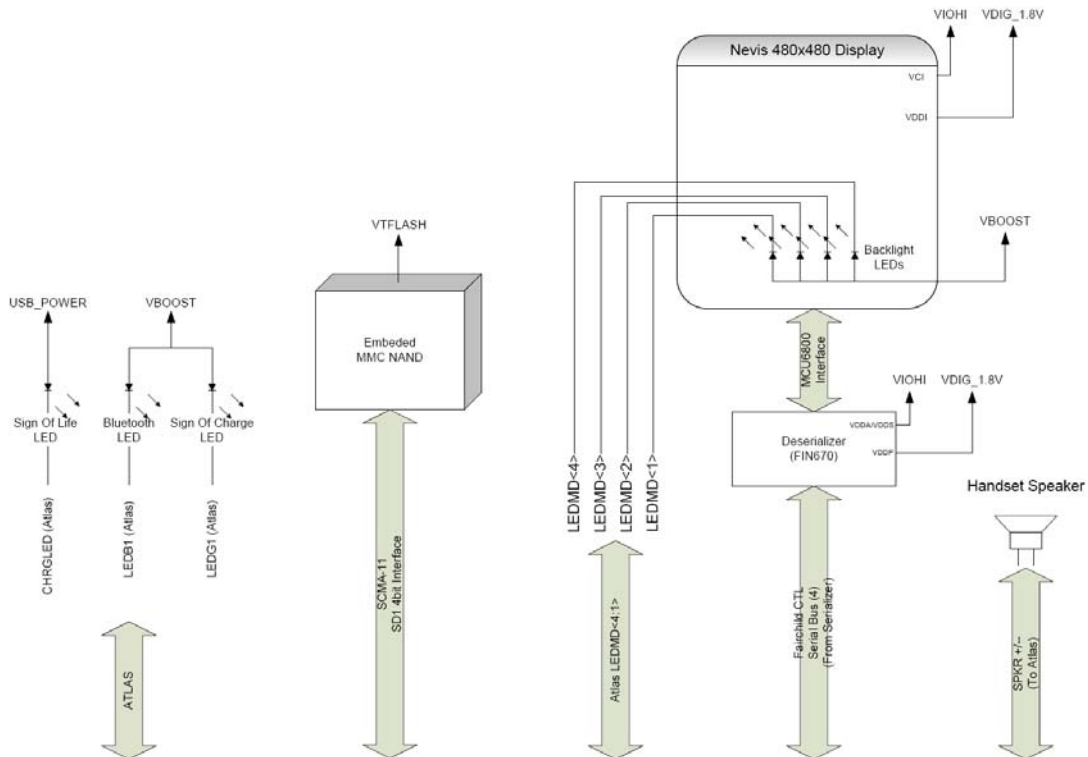 VIOHI
VDIG_1.8V
Nevis 480x480 Display
VCI
VDDI
VTFLASH
VBOOST
Backlight
LEDs
USB_POWER
VBOOST
Embeded
MMC NAND
MCU6800
Interface
VIOHI
VDIG_1.8V
Sign Of Life
LED
Bluetooth
LED
Sign Of Charge
LED
Deserializer
(FIN670)
VDDA/VDDS
VDDP
LEDMD<4>
LEDMD<3>
LEDMD<2>
LEDMD<1>
Handset Speaker
CHRGLED (Atlas)
LEDB1 (Atlas)
LEDG1 (Atlas)
SCMA-11
SD1 4bit Interface
Atlas LEDMD<4:1>
Fairchild CTL
Serial Bus (4)
(From Serializer)
SPKR +/--
(To Atlas)
ATLAS